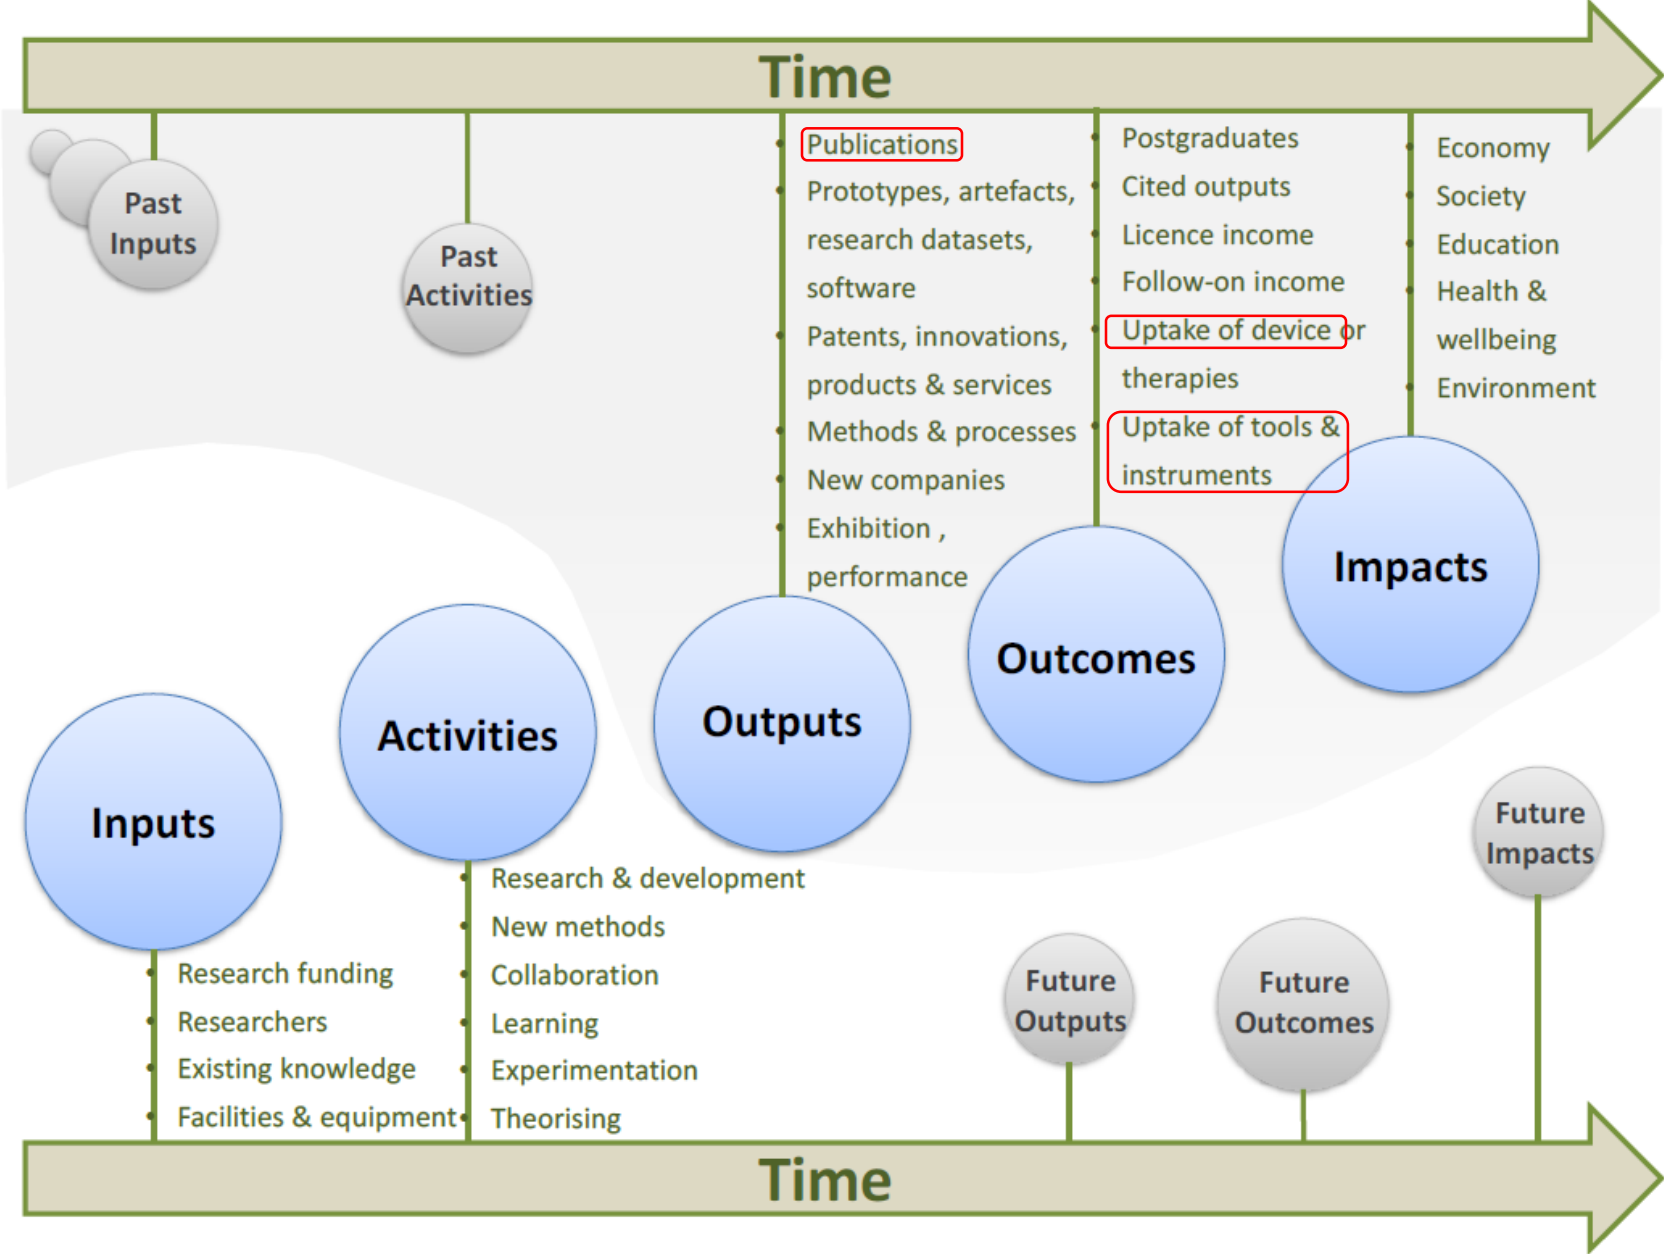 Time
Past
Inputs
Past
Activities
• Publications
• Prototypes, artefacts,
research datasets,
software
• Patents, innovations,
products & services
• Methods & processes
• New companies
• Exhibition ,
performance
• Postgraduates
• Cited outputs
• Licence income
• Follow-on income
• Uptake of device or
therapies
• Uptake of tools &
instruments
• Economy
• Society
• Education
• Health &
wellbeing
• Environment
Inputs
Activities
Outputs
Outcomes
Impacts
• Research funding
• Researchers
• Existing knowledge
• Facilities & equipment
• Research & development
• New methods
• Collaboration
• Learning
• Experimentation
• Theorising
Future
Outputs
Future
Outcomes
Future
Impacts
Time